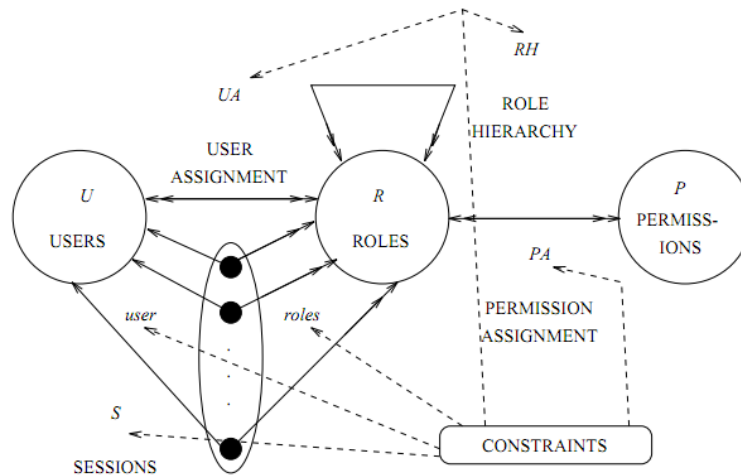 RH
UA
ROLE
HIERARCHY
USER
ASSIGNMENT
U
USERS
R
ROLES
P
PERMISS-
IONS
PA
user
roles
PERMISSION
ASSIGNMENT
S
SESSIONS
CONSTRAINTS